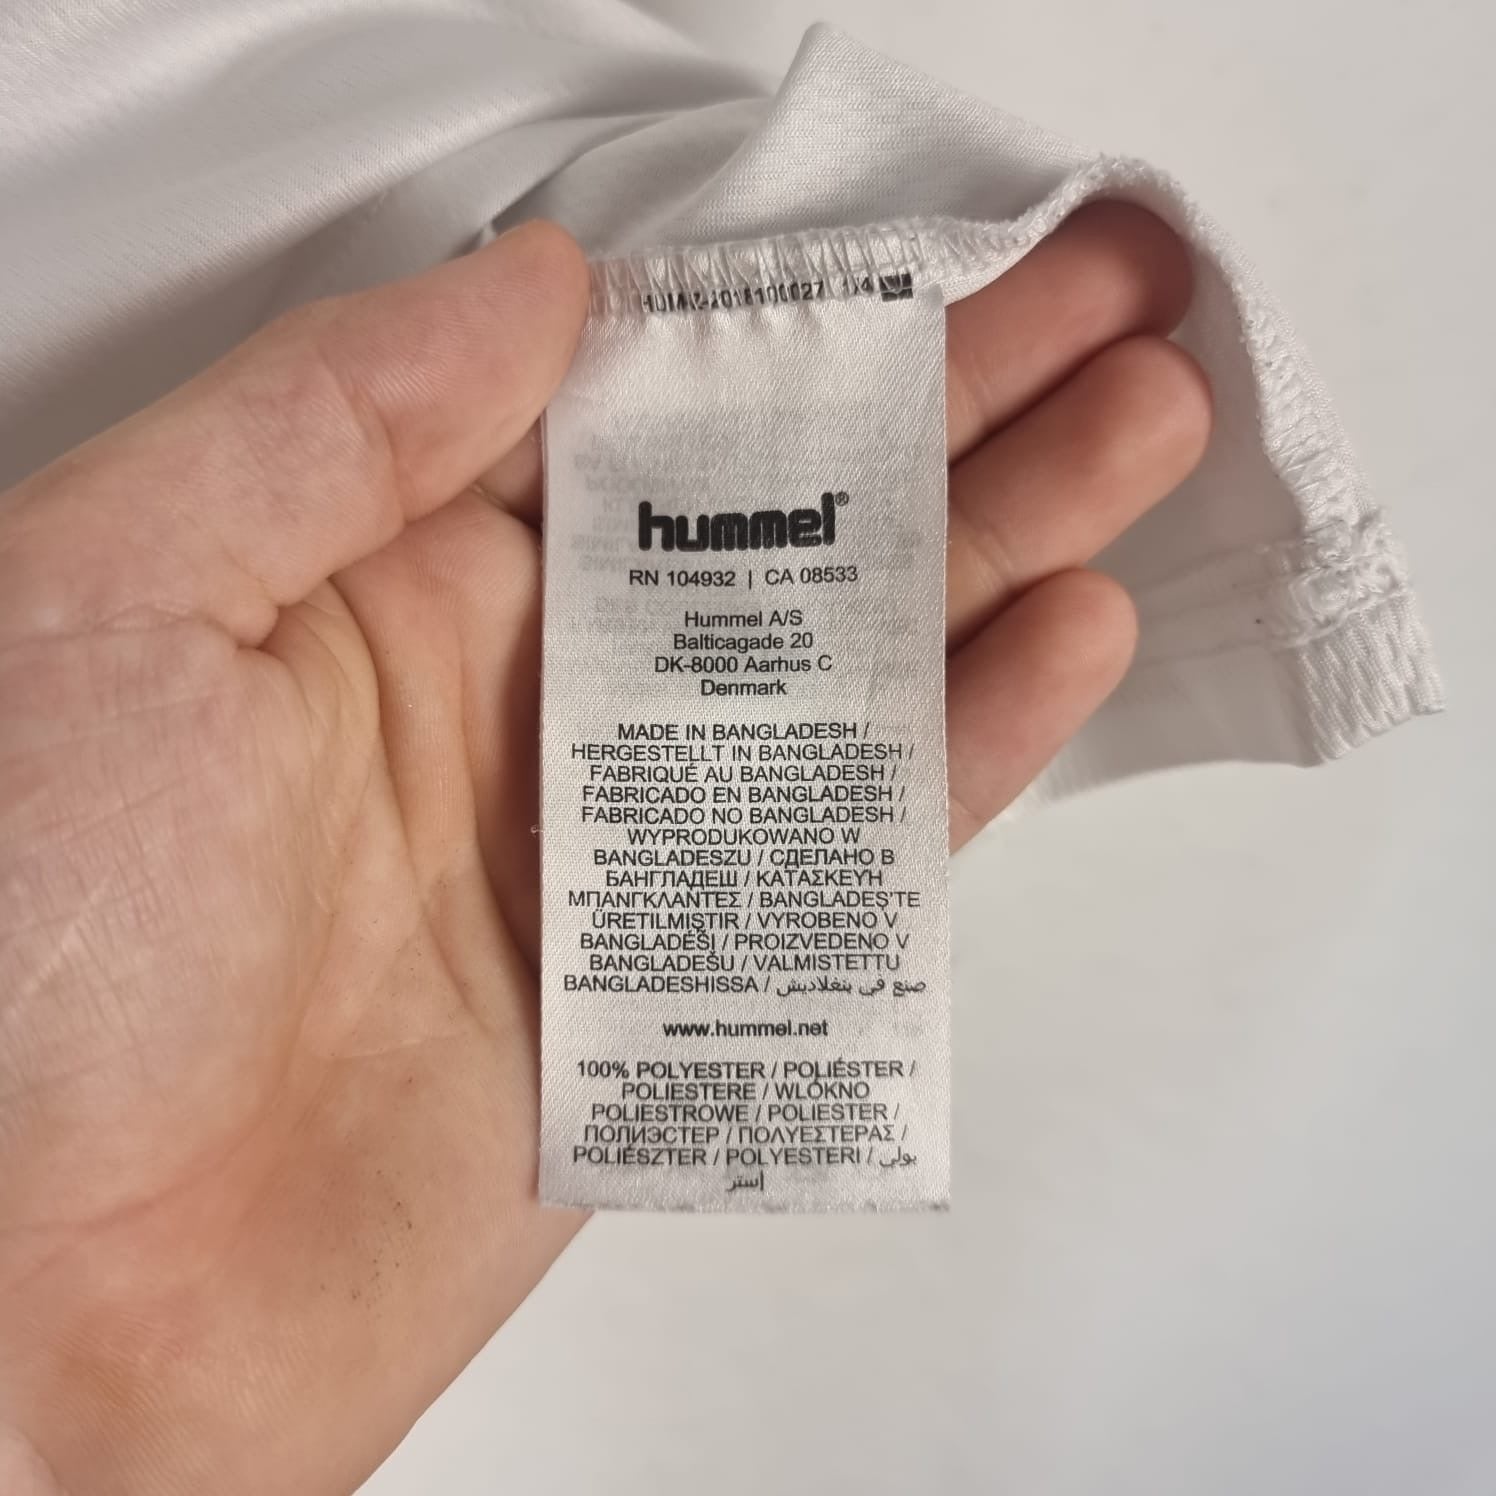 hummel®
RN 104932 | CA 08533
Hummel A/S
Balticagade 20
DK-8000 Aarhus C
Denmark
MADE IN BANGLADESH /
HERGESTELLT IN BANGLADESH /
FABRIQUÉ AU BANGLADESH /
FABRICADO EN BANGLADESH /
FABRICADO NO BANGLADESH /
WYPRODUKOWANO W
BANGLADESZU / СДЕЛАНО В
БАНГЛАДЕШ / ΚΑΤΑΣΚΕΥΉ
ΜΠΑΝΓΚΛΑΝΤΕΣ / BANGLADEŞ'TE
ÜRETILMIŞTIR / VYROBENO V
BANGLADÉŠI / PROIZVEDENO V
BANGLADEŠU / VALMISTETTU
BANGLADESHISSA / صنع في بنغلاديش
www.hummel.net
100% POLYESTER / POLIÉSTER /
POLIESTERE / WLÓKNO
POLIESTROWE / POLIESTER /
ПОЛИЭСТЕР / ΠΟΛΥΕΣΤΕΡΑΣ /
POLIÉSZTER / POLYESTERI / بولي
إستر